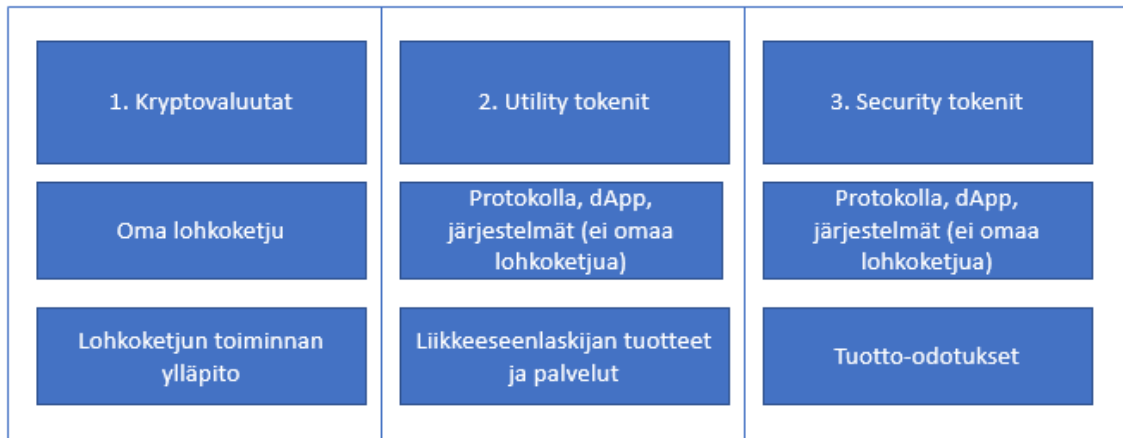 1. Kryptovaluutat
2. Utility tokenit
3. Security tokenit
Oma lohkoketju
Protokolla, dApp,
järjestelmät (ei omaa
lohkoketjua)
Protokolla, dApp,
järjestelmät (ei omaa
lohkoketjua)
Lohkoketjun toiminnan
ylläpito
Liikkeeseenlaskijan tuotteet
ja palvelut
Tuotto-odotukset